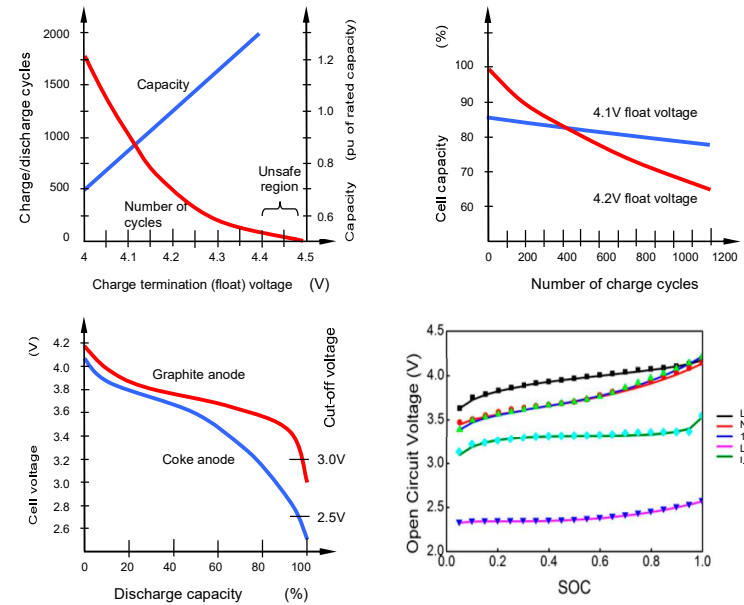 Charge/discharge cycles
2000
1500
1000
500
0
Capacity
Number of
cycles
Unsafe
region
1.2
1.0
0.8
0.6
Capacity (pu of rated capacity)
4 4.1 4.2 4.3 4.4 4.5
Charge termination (float) voltage (V)
(%)
Cell capacity
100
90
80
70
60
4.1V float voltage
4.2V float voltage
0 200 400 600 800 1000 1200
Number of charge cycles
(V)
Cell voltage
4.2
4.0
3.8
3.6
3.4
3.2
3.0
2.8
2.6
Graphite anode
Coke anode
Cut-off voltage
3.0V
2.5V
0 20 40 60 80 100
Discharge capacity (%)
Open Circuit Voltage (V)
4.5
4.0
3.5
3.0
2.5
2.0
0.0 0.2 0.4 0.6 0.8 1.0
SOC
L
N
1
L